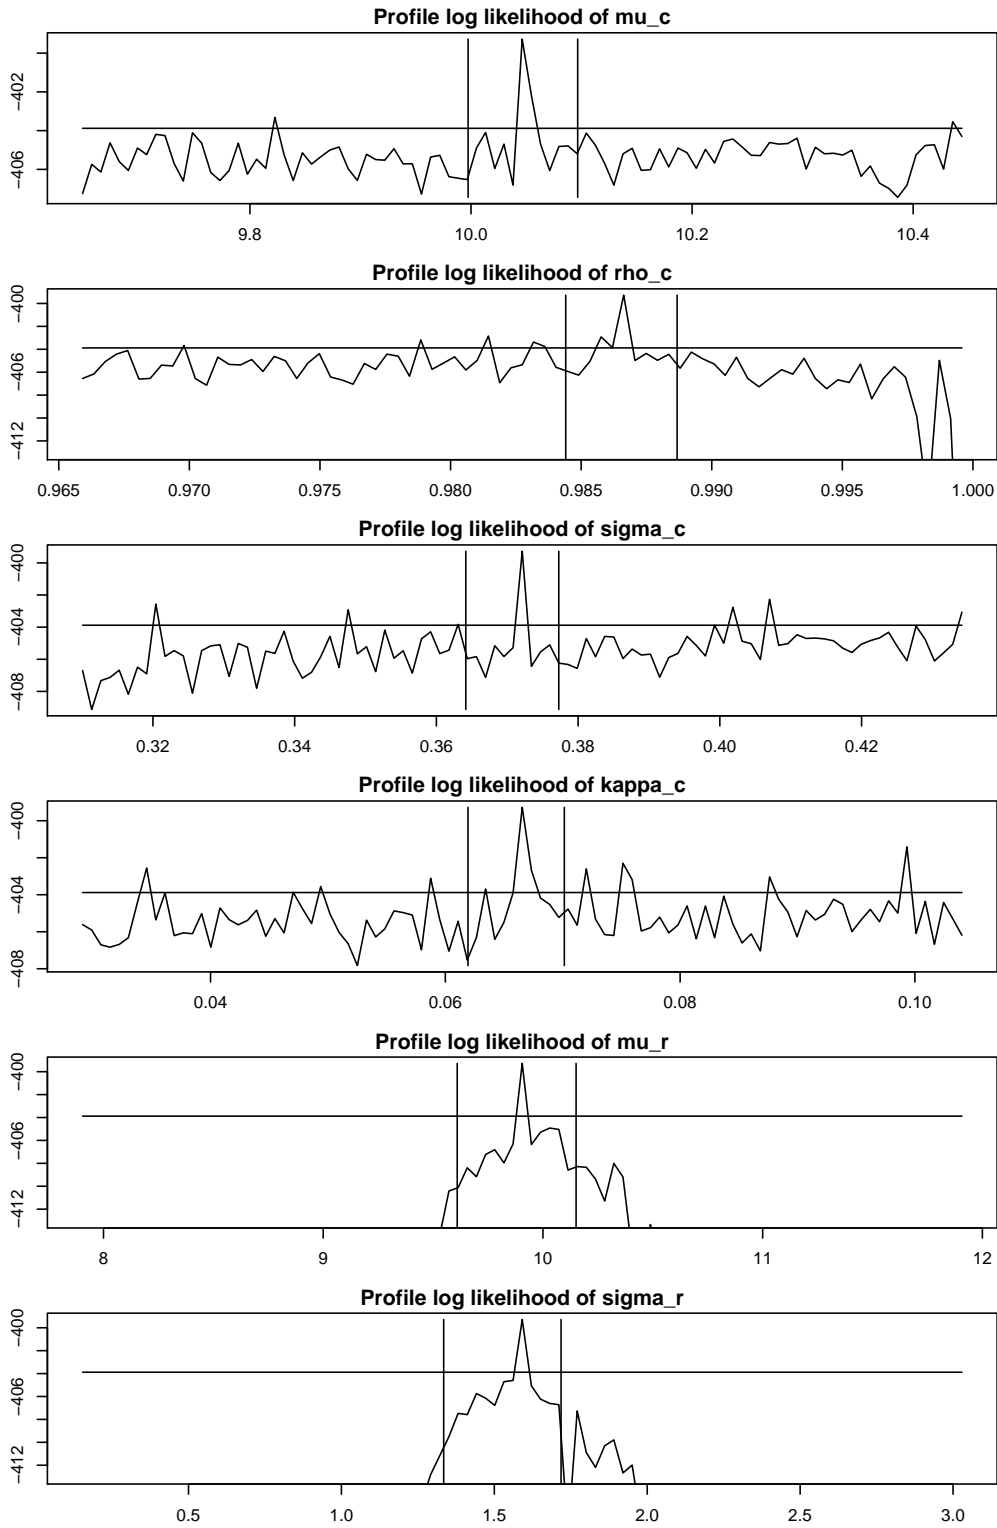 Profile log likelihood of mu_c
−402
−406
9.8 10.0 10.2 10.4
Profile log likelihood of rho_c
−400
−406
−412
0.965 0.970 0.975 0.980 0.985 0.990 0.995 1.000
Profile log likelihood of sigma_c
−400
−404
−408
0.32 0.34 0.36 0.38 0.40 0.42
Profile log likelihood of kappa_c
−400
−404
−408
0.04 0.06 0.08 0.10
Profile log likelihood of mu_r
−400
−406
−412
8 9 10 11 12
Profile log likelihood of sigma_r
−400
−406
−412
0.5 1.0 1.5 2.0 2.5 3.0